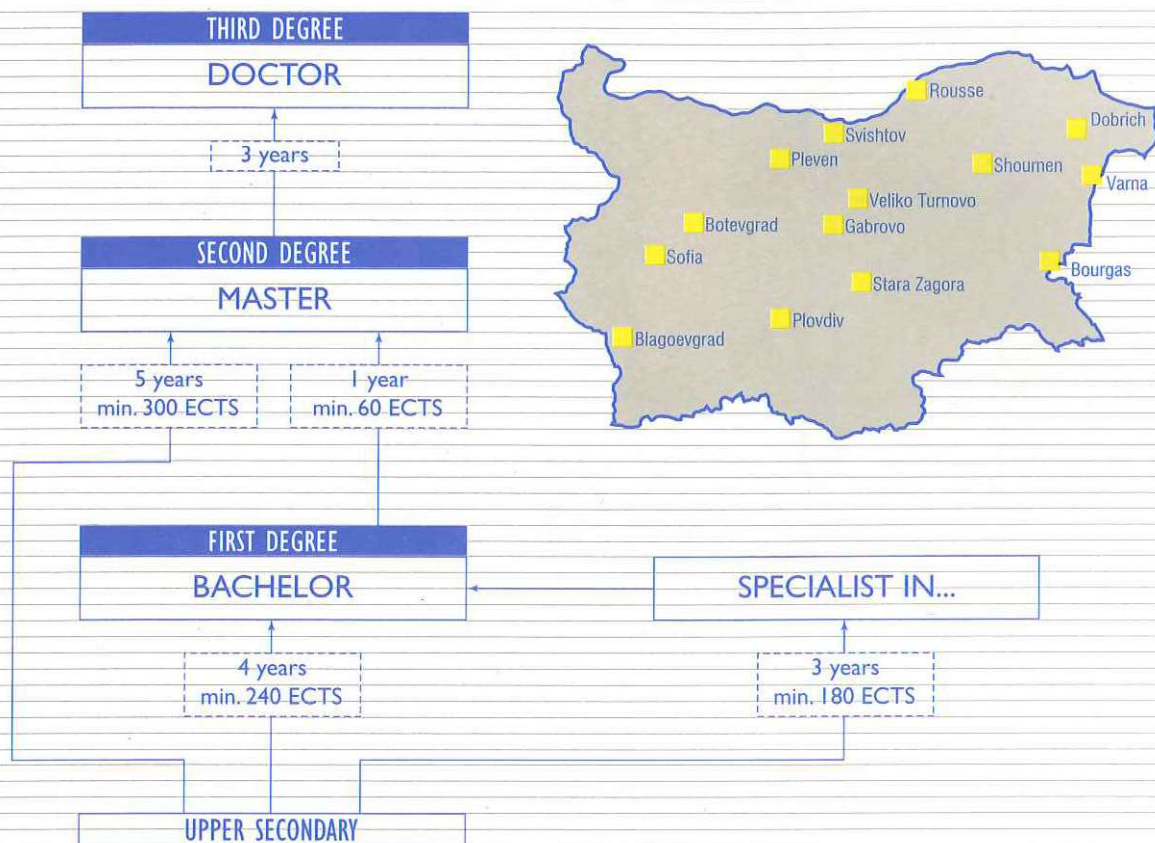 THIRD DEGREE
DOCTOR
3 years
SECOND DEGREE
MASTER
5 years
min. 300 ECTS
1 year
min. 60 ECTS
FIRST DEGREE
BACHELOR
SPECIALIST IN...
4 years
min. 240 ECTS
3 years
min. 180 ECTS
UPPER SECONDARY
Rousse
Dobrich
Svishtov
Pleven
Shoumen
Varna
Veliko Turnovo
Botevgrad
Gabrovo
Sofia
Bourgas
Stara Zagora
Plovdiv
Blagoevgrad